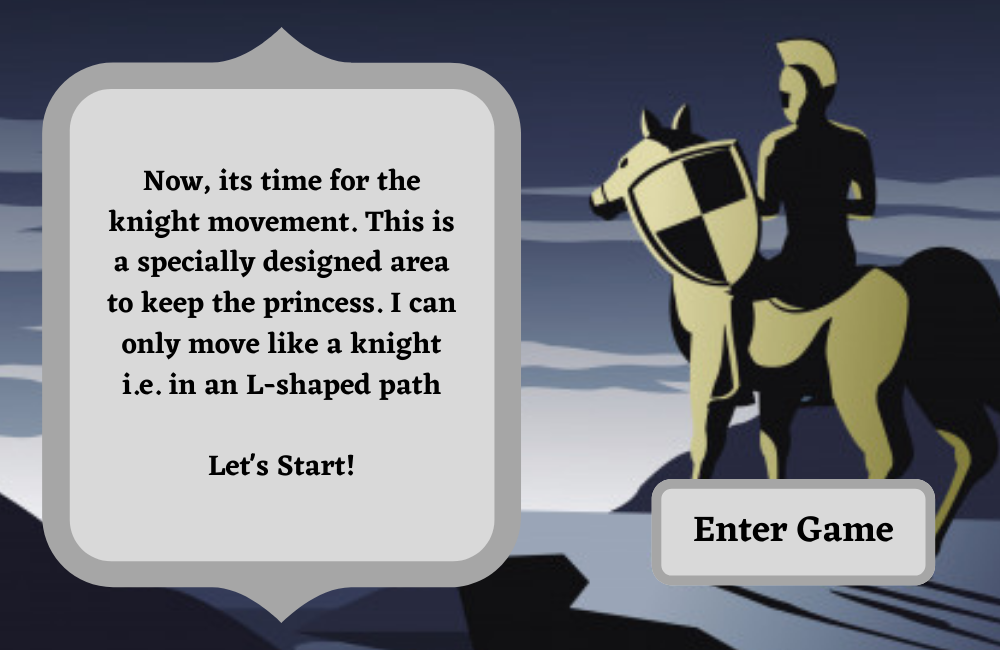 Now, its time for the
knight movement. This is
a specially designed area
to keep the princess. I can
only move like a knight
i.e. in an L-shaped path
Let's Start!
Enter Game